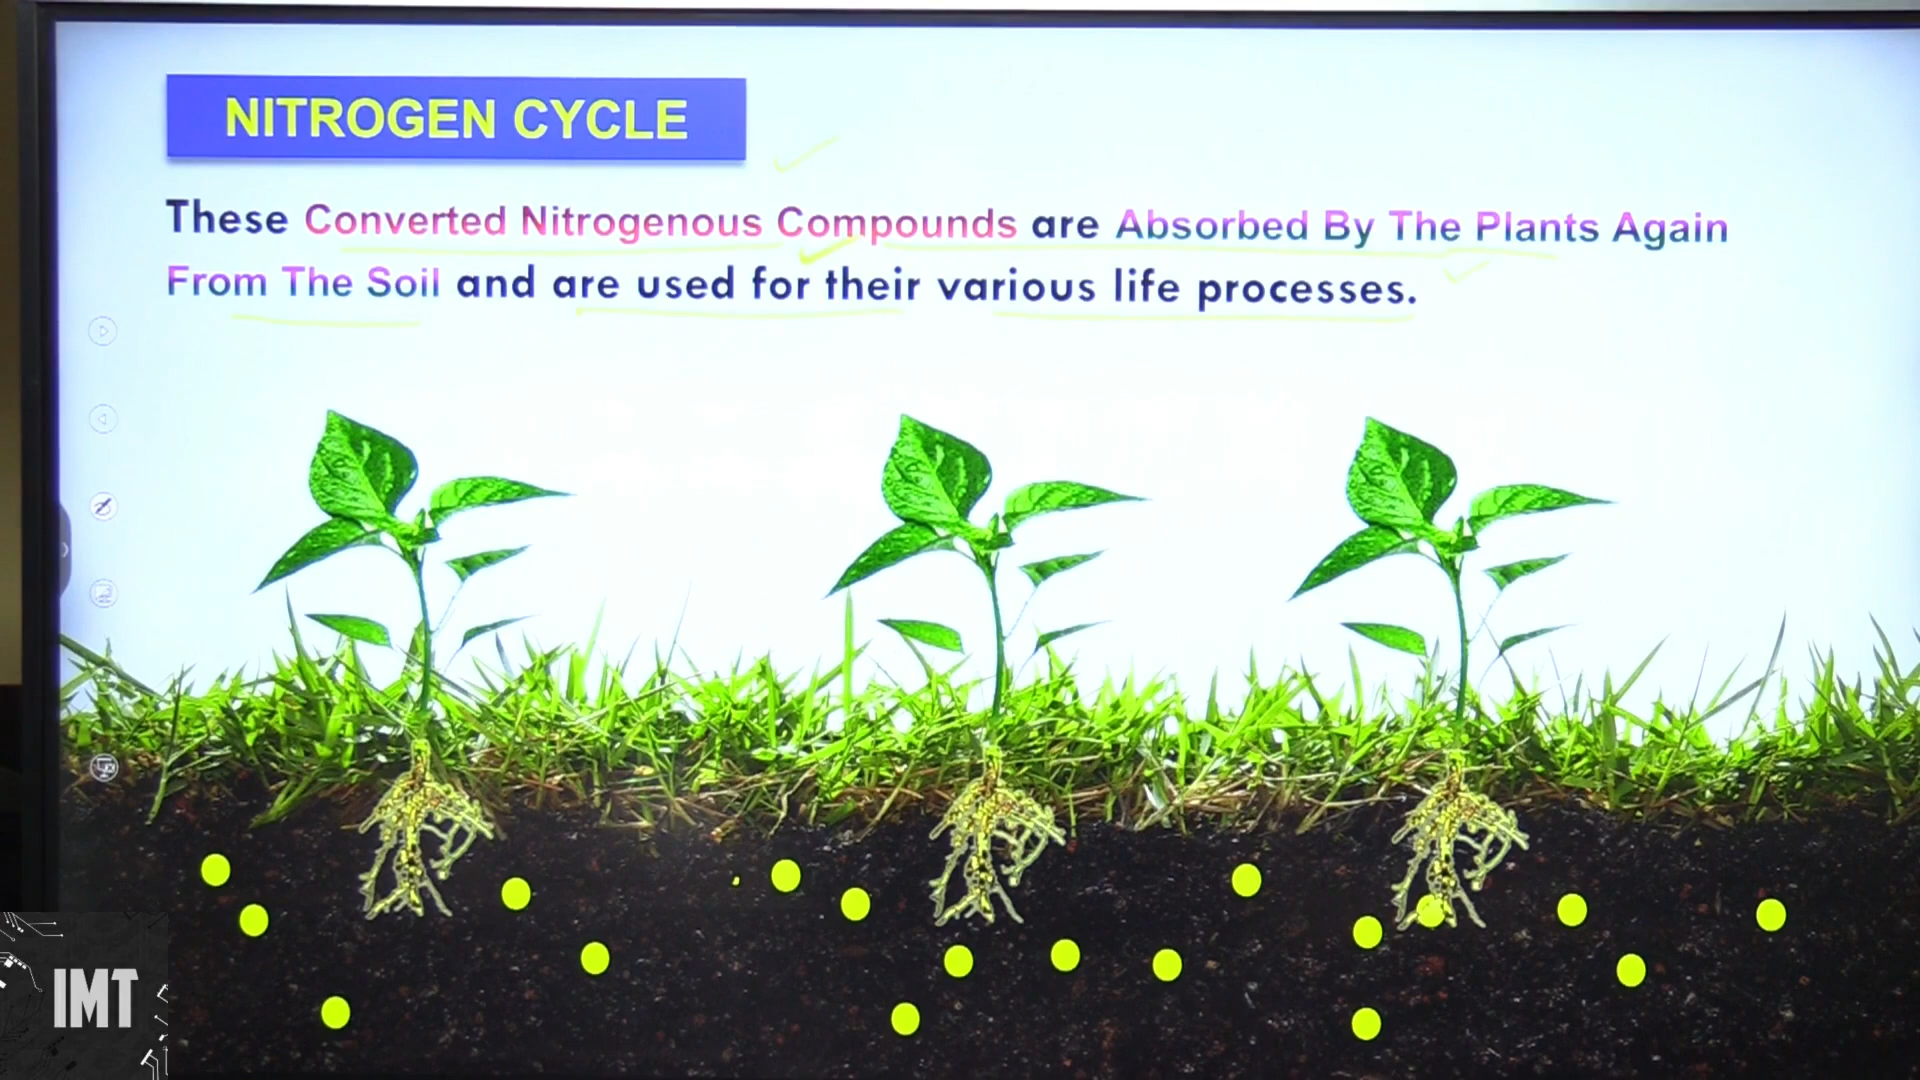 NITROGEN CYCLE
These Converted Nitrogenous Compounds are Absorbed By The Plants Again
From The Soil and are used for their various life processes.
IMT